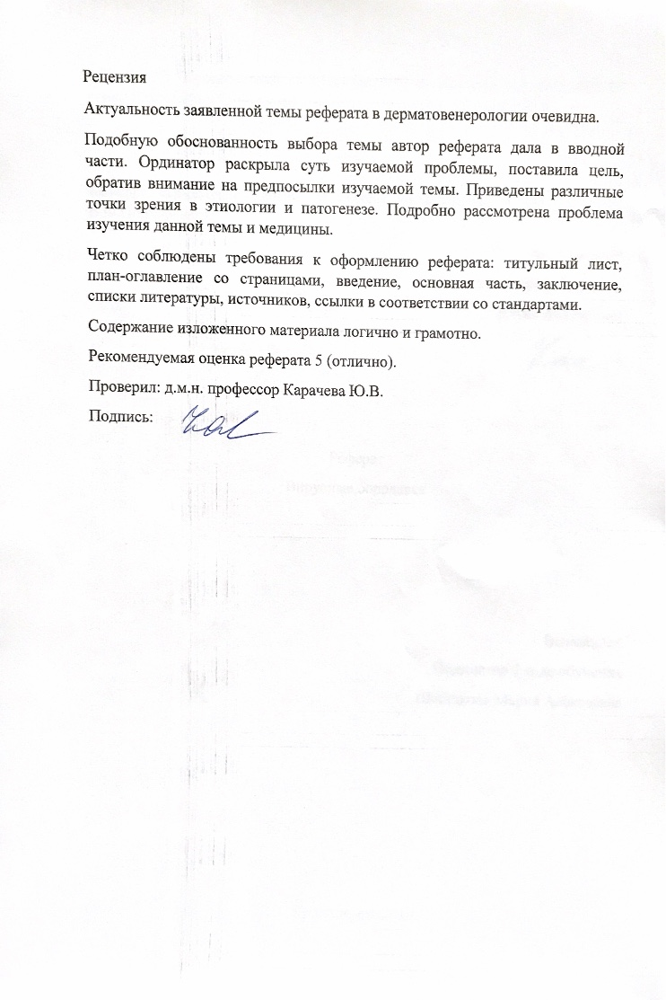 Рецензия
Актуальность заявленной темы реферата в дерматовенерологии очевидна.
Подобную обоснованность выбора темы автор реферата дала в вводной
части. Ординатор раскрыла суть изучаемой проблемы, поставила цель,
обратив внимание на предпосылки изучаемой темы. Приведены различные
точки зрения в этиологии и патогенезе. Подробно рассмотрена проблема
изучения данной темы и медицины.
Четко соблюдены требования к оформлению реферата: титульный лист,
план-оглавление со страницами, введение, основная часть, заключение,
списки литературы, источников, ссылки в соответствии со стандартами.
Содержание изложенного материала логично и грамотно.
Рекомендуемая оценка реферата 5 (отлично).
Проверил: д.м.н. профессор Карачева Ю.В.
Подпись: